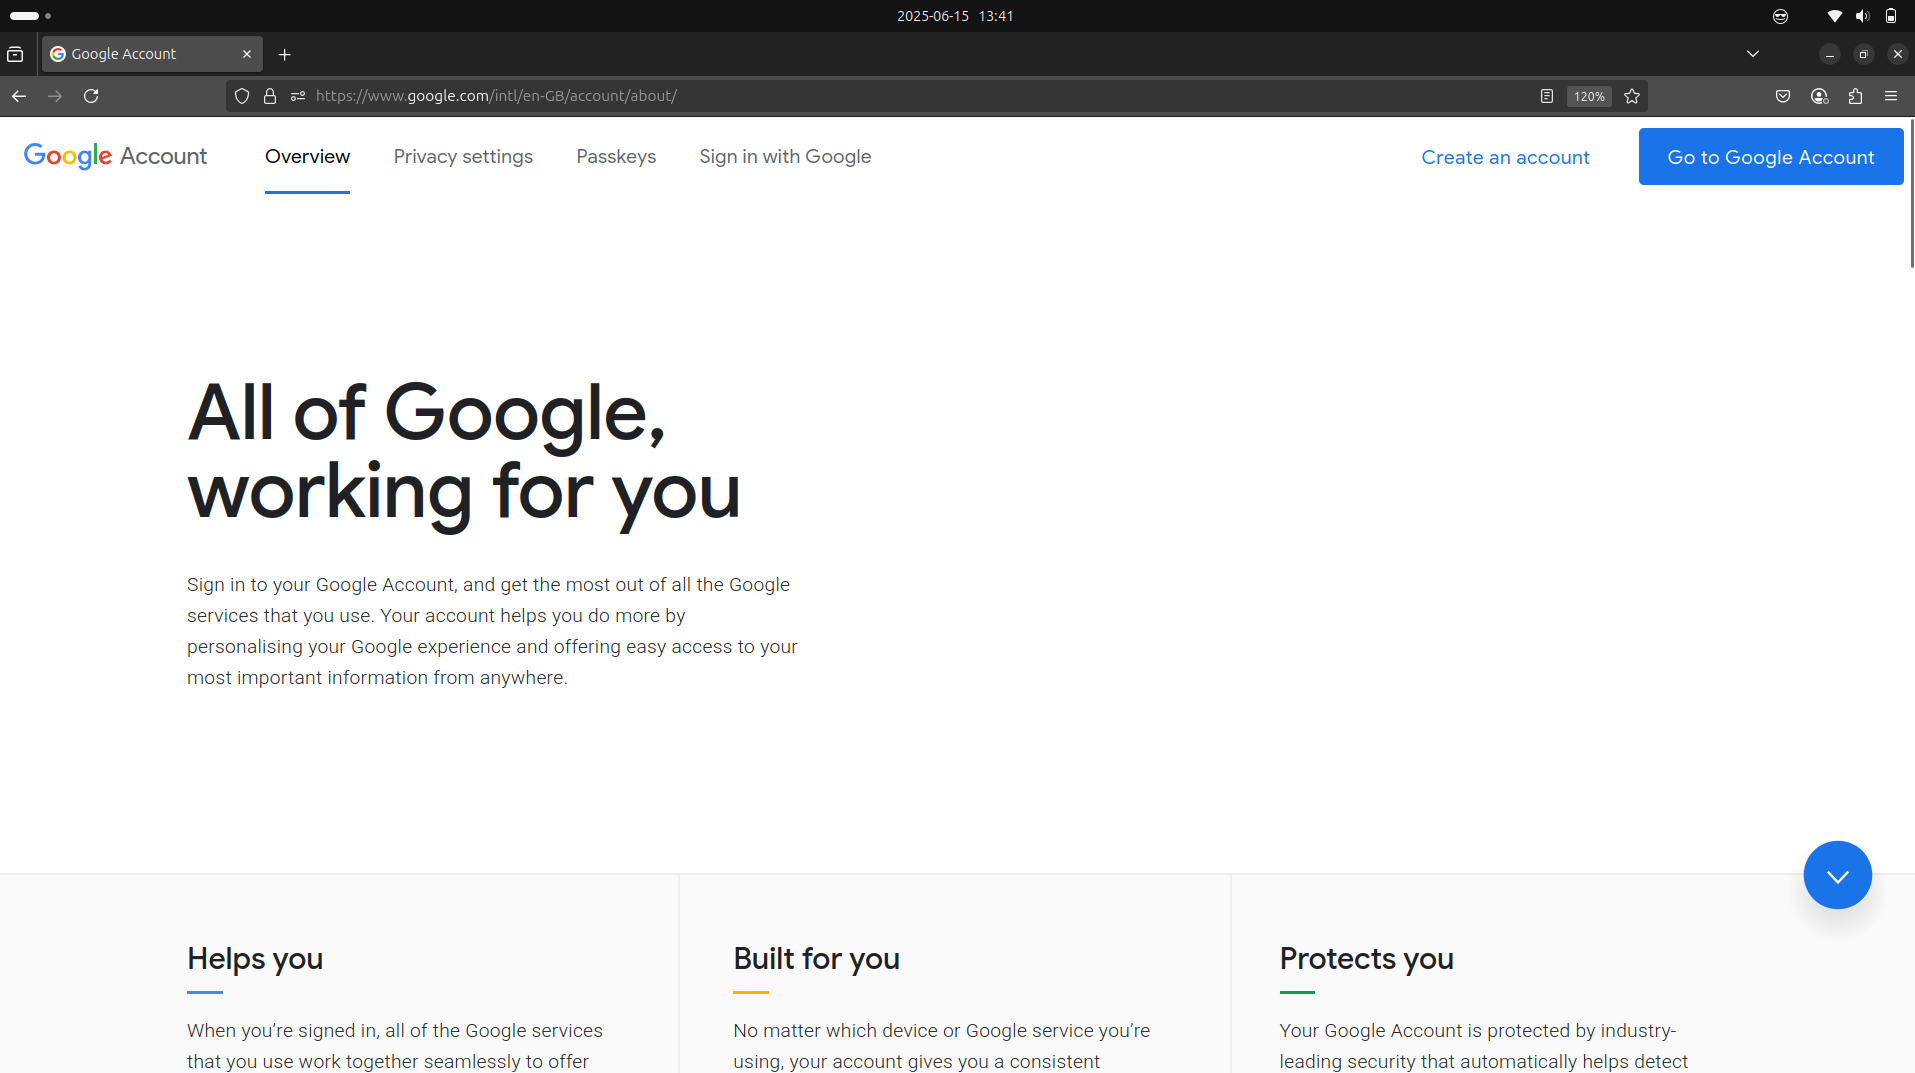 2025-06-15 13:41
Google Account
https://www.google.com/intl/en-GB/account/about/
120%
Google Account
Overview
Privacy settings
Passkeys
Sign in with Google
Create an account
Go to Google Account
All of Google,
working for you
Sign in to your Google Account, and get the most out of all the Google
services that you use. Your account helps you do more by
personalising your Google experience and offering easy access to your
most important information from anywhere.
Helps you
When you’re signed in, all of the Google services
that you use work together seamlessly to offer
Built for you
No matter which device or Google service you’re
using, your account gives you a consistent
Protects you
Your Google Account is protected by industry-
leading security that automatically helps detect